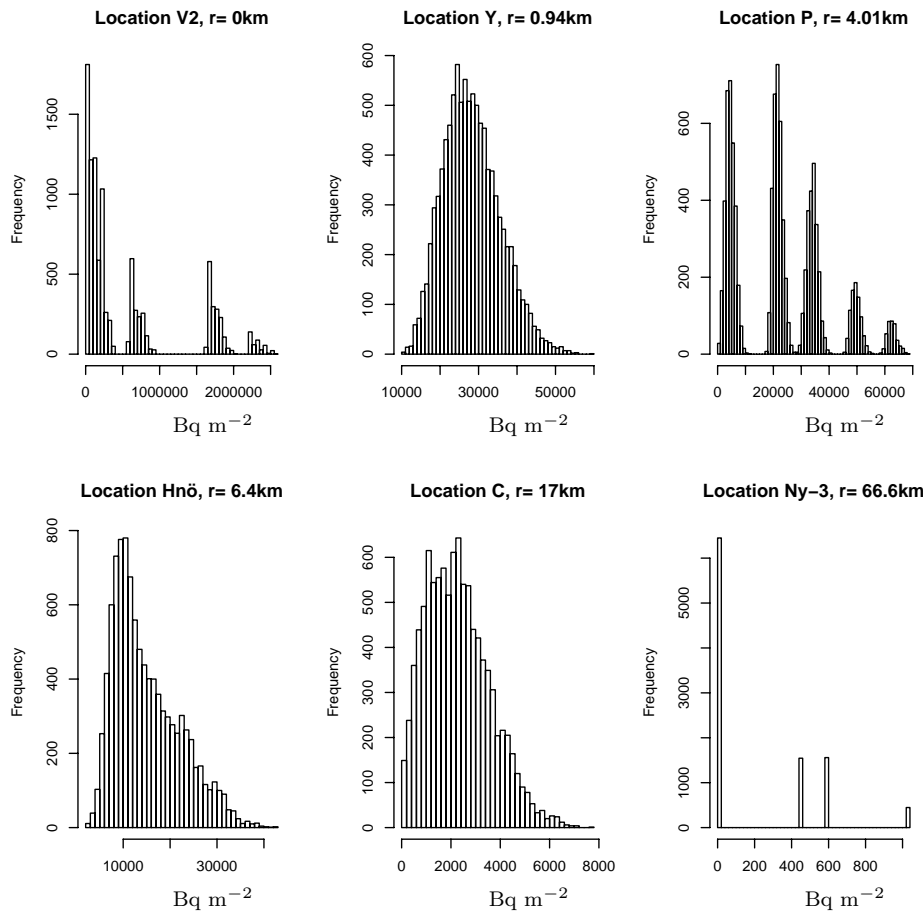 Location V2, r= 0km
Frequency
0 500 1000 1500
0 1000000 2000000
Bq m−2
Location Y, r= 0.94km
Frequency
0 100 200 300 400 500 600
10000 30000 50000
Bq m−2
Location P, r= 4.01km
Frequency
0 200 400 600
0 20000 40000 60000
Bq m−2
Location Hnö, r= 6.4km
Frequency
0 200 400 600 800
10000 30000
Bq m−2
Location C, r= 17km
Frequency
0 100 200 300 400 500 600
0 2000 4000 6000 8000
Bq m−2
Location Ny−3, r= 66.6km
Frequency
0 1000 3000 5000
0 200 400 600 800
Bq m−2